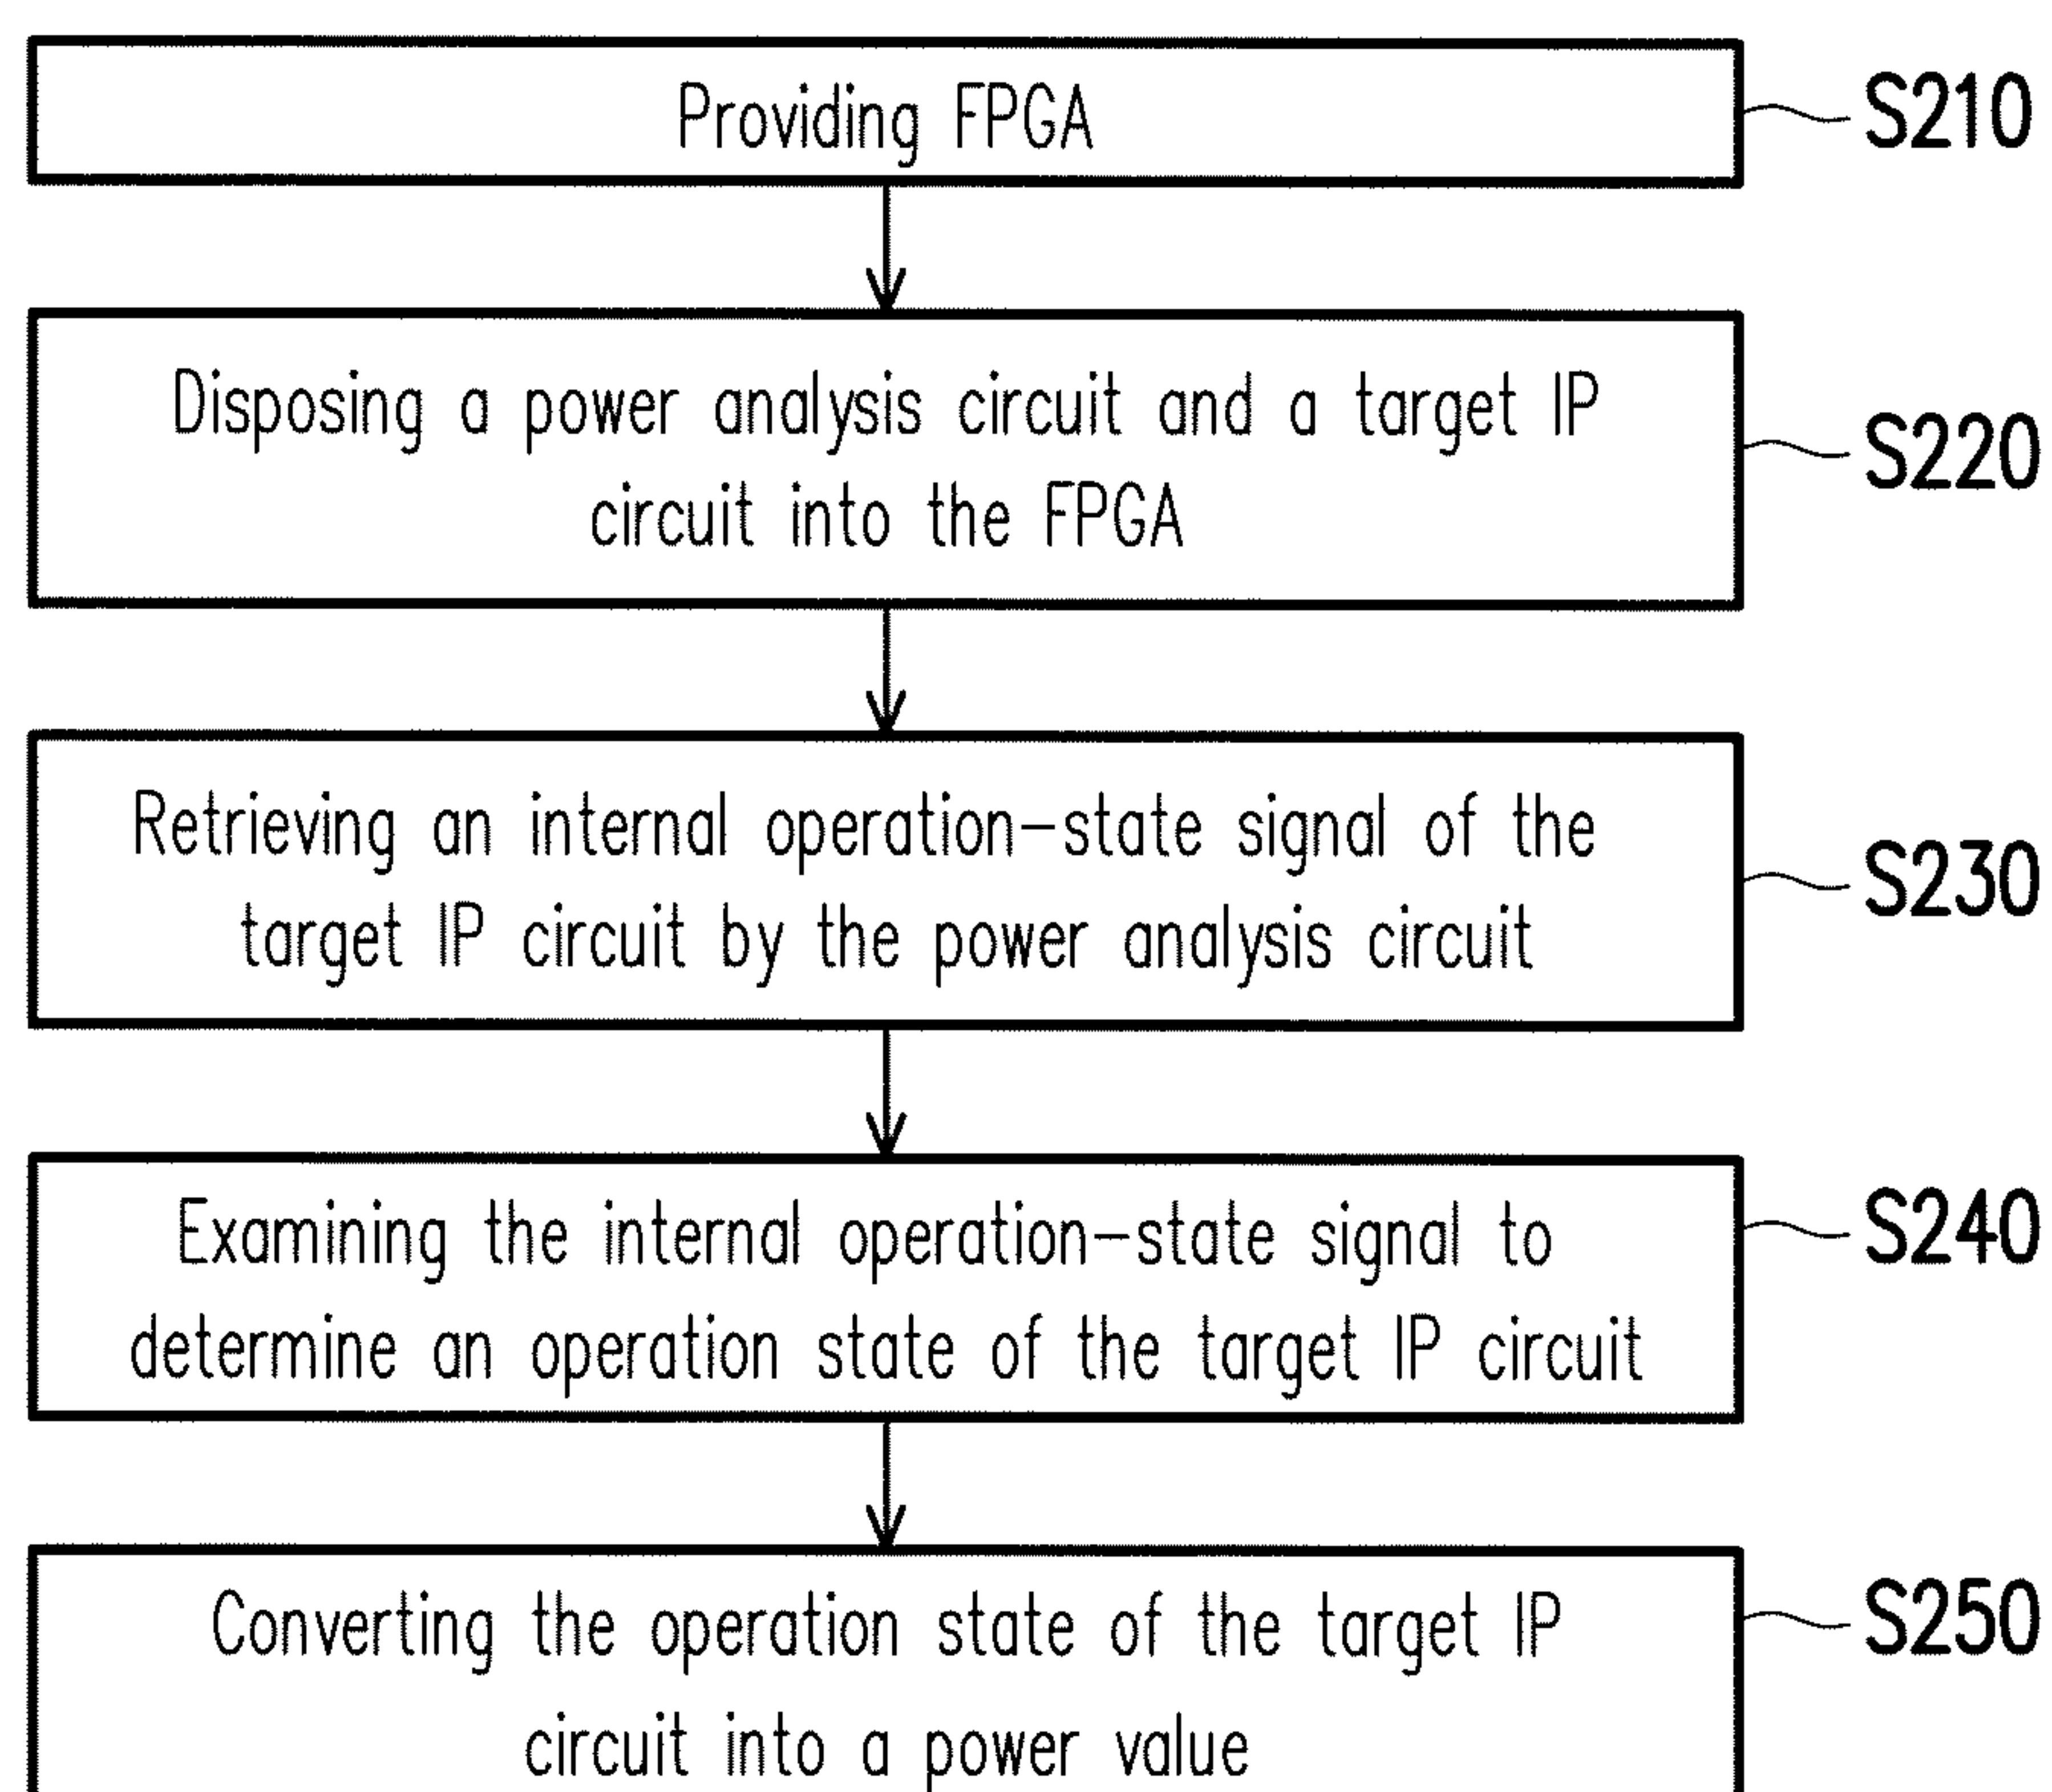 Providing FPGA
S210
Disposing a power analysis circuit and a target IP
circuit into the FPGA
S220
Retrieving an internal operation-state signal of the
target IP circuit by the power analysis circuit
S230
Examining the internal operation-state signal to
determine an operation state of the target IP circuit
S240
Converting the operation state of the target IP
circuit into a power value
S250